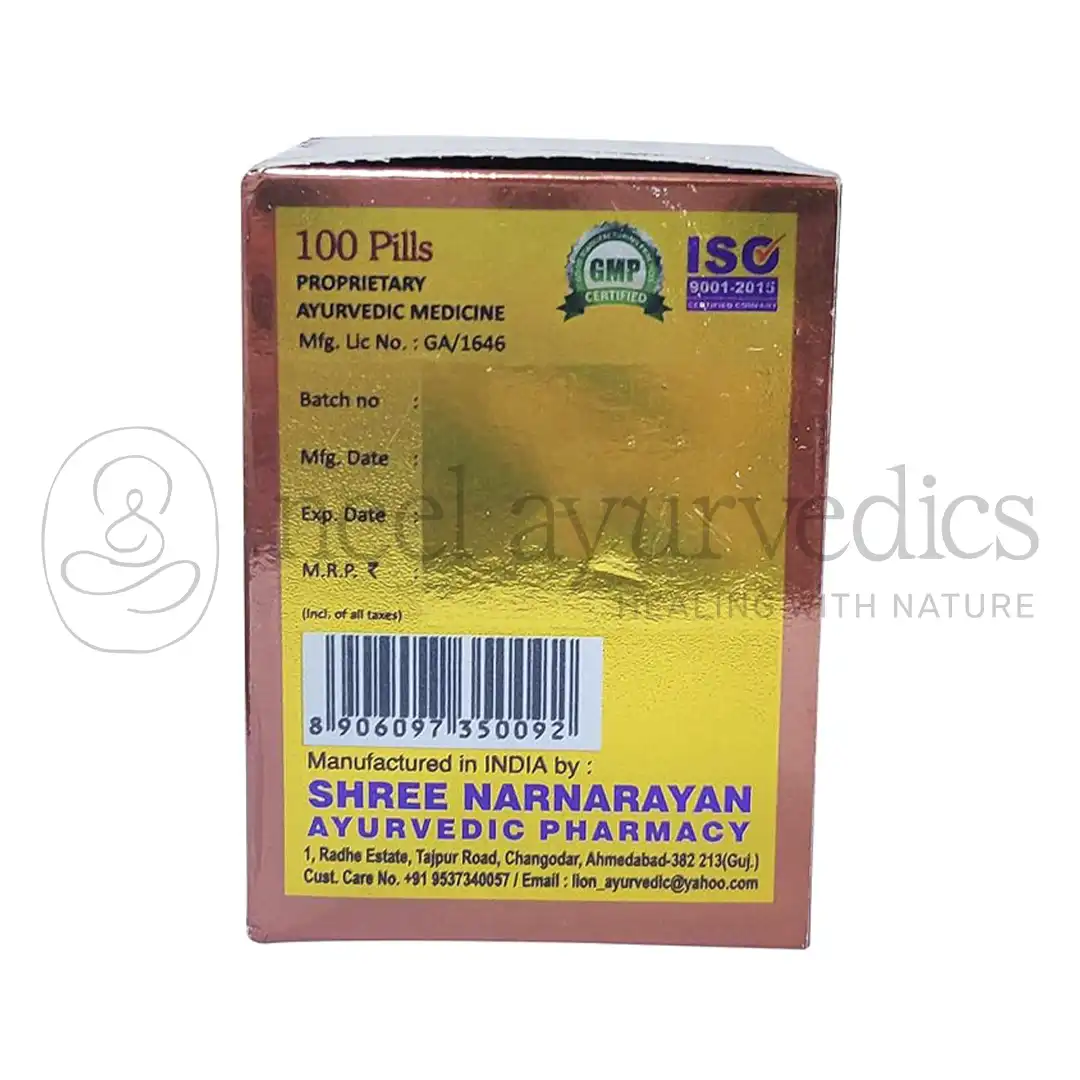 100 Pills
PROPRIETARY
AYURVEDIC MEDICINE
Mfg. Lic No. : GA/1646
GMP
CERTIFIED
ISO
9001-2015
CERTIFIED COMPANY
Batch no :
Mfg. Date :
Exp. Date :
M.R.P. ₹ :
(Incl. of all taxes)
neel ayurvedics
HEALING WITH NATURE
8 906097 350092
Manufactured in INDIA by :
SHREE NARNARAYAN
AYURVEDIC PHARMACY
1, Radhe Estate, Tajpur Road, Changodar, Ahmedabad-382 213(Guj.)
Cust. Care No. +91 9537340057 / Email : lion_ayurvedic@yahoo.com